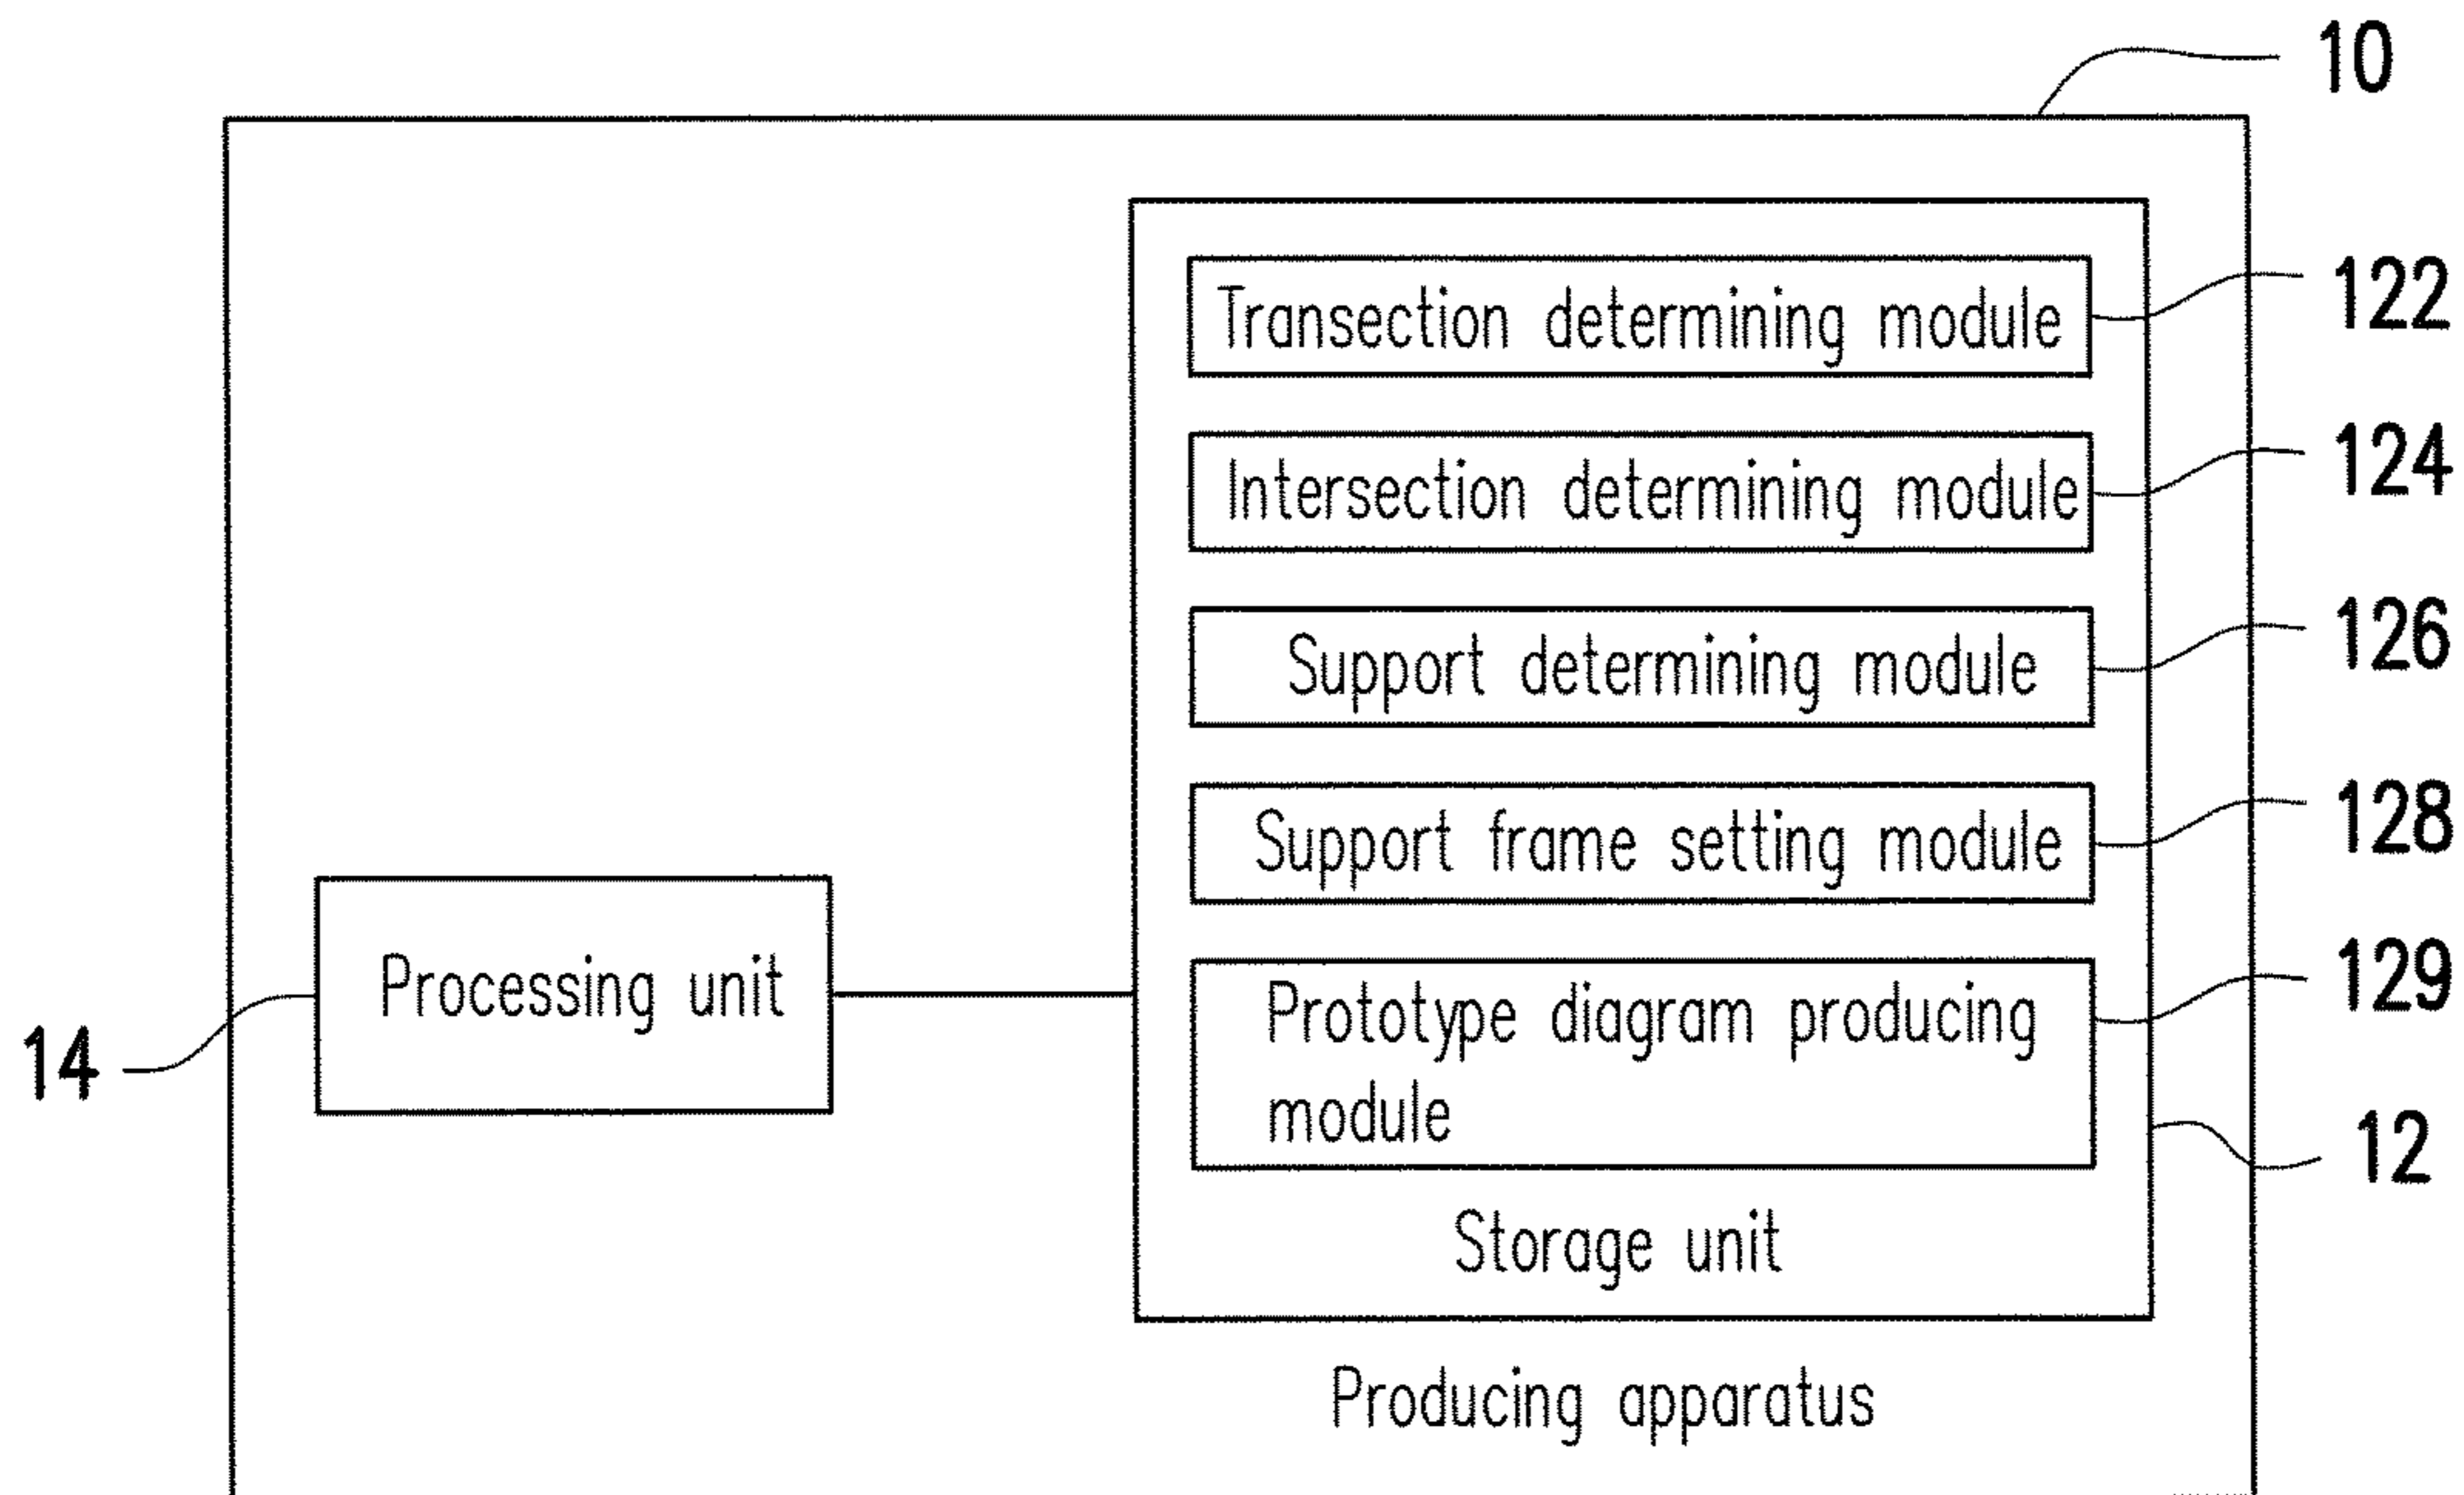 10
Transection determining module
122
Intersection determining module
124
Support determining module
126
Support frame setting module
128
Processing unit
14
Prototype diagram producing
module
129
12
Storage unit
Producing apparatus